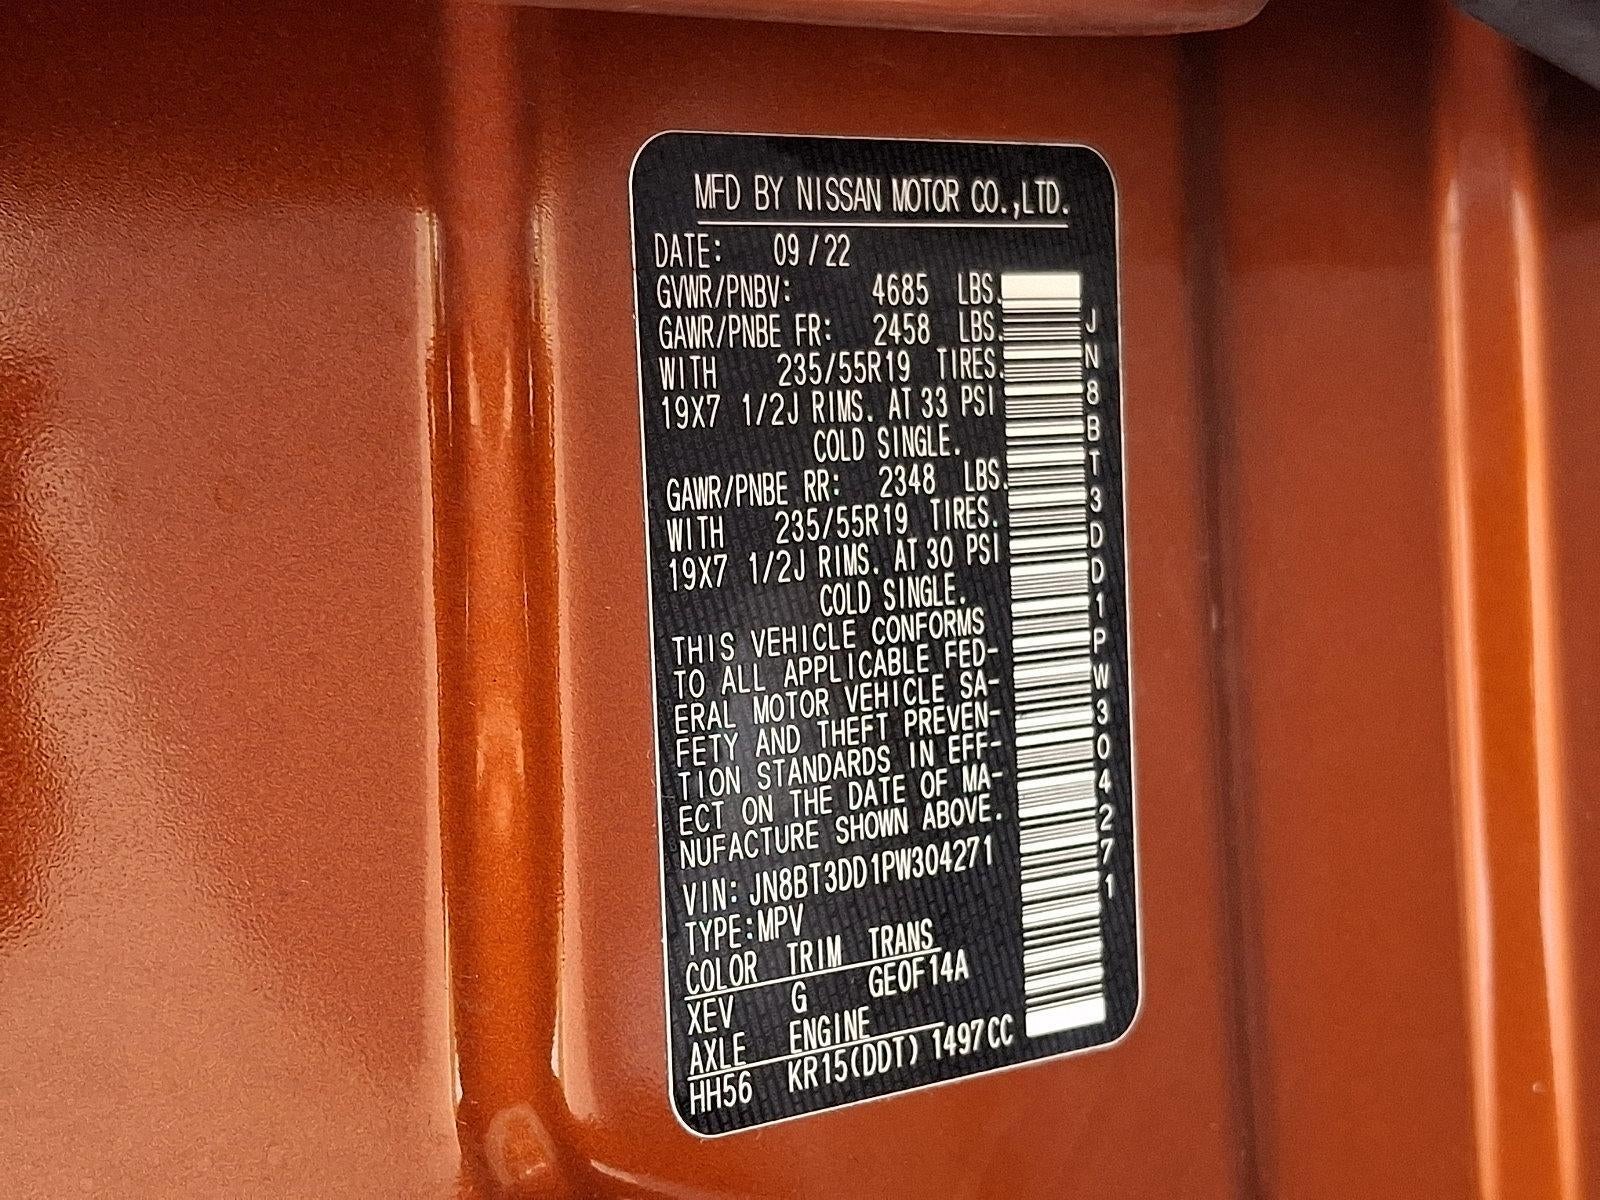 MFD BY NISSAN MOTOR CO.,LTD.
DATE: 09/22
GVWR/PNBV: 4685 LBS.
GAWR/PNBE FR: 2458 LBS.
WITH 235/55R19 TIRES.
19X7 1/2J RIMS. AT 33 PSI
COLD SINGLE.
GAWR/PNBE RR: 2348 LBS.
WITH 235/55R19 TIRES.
19X7 1/2J RIMS. AT 30 PSI
COLD SINGLE.
THIS VEHICLE CONFORMS
TO ALL APPLICABLE FED-
ERAL MOTOR VEHICLE SA-
FETY AND THEFT PREVEN-
TION STANDARDS IN EFF-
ECT ON THE DATE OF MA-
NUFACTURE SHOWN ABOVE.
VIN: JN8BT3DD1PW304271
TYPE:MPV
COLOR TRIM TRANS
XEV G GE0F14A
AXLE ENGINE
HH56 KR15(DDT) 1497CC
JN8BT3DD1PW304271